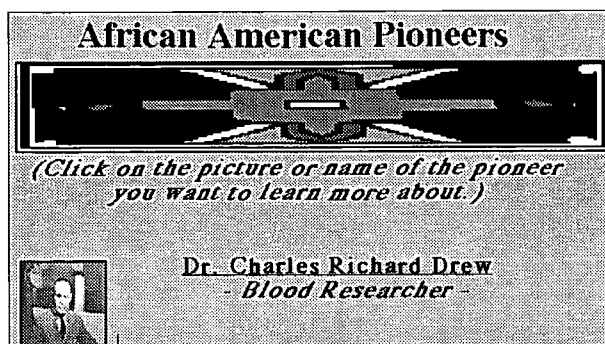 African American Pioneers
(Click on the picture or name of the pioneer
you want to learn more about.)
Dr. Charles Richard Drew
- Blood Researcher -